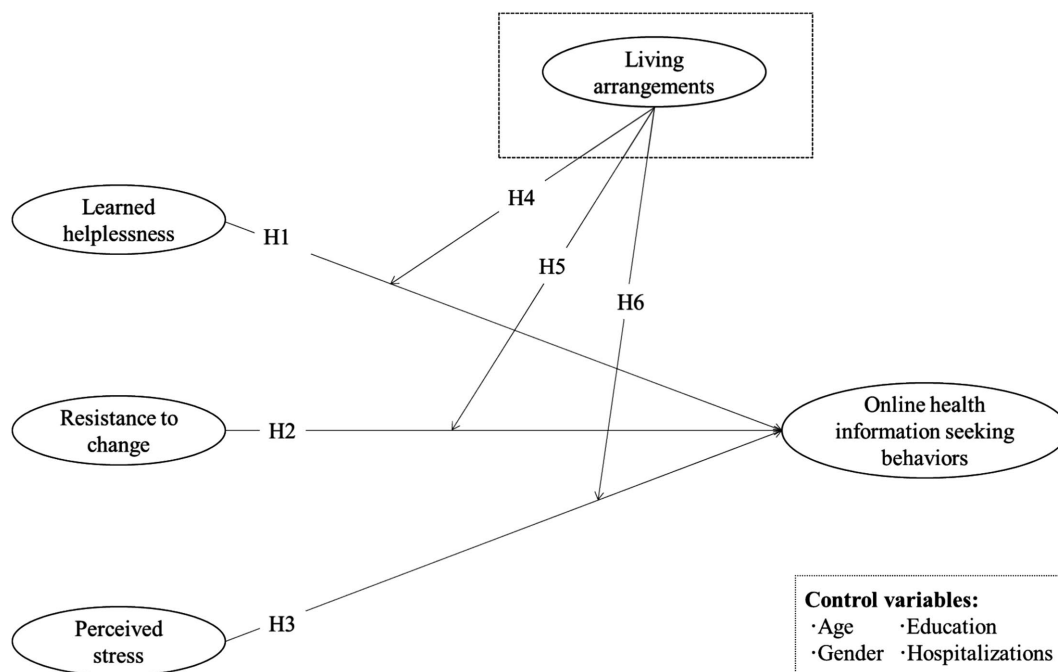 Living
arrangements
Learned
helplessness
H1
H4
H5
H6
Resistance to
change
H2
Online health
information seeking
behaviors
Perceived
stress
H3
Control variables:
·Age ·Education
·Gender ·Hospitalizations